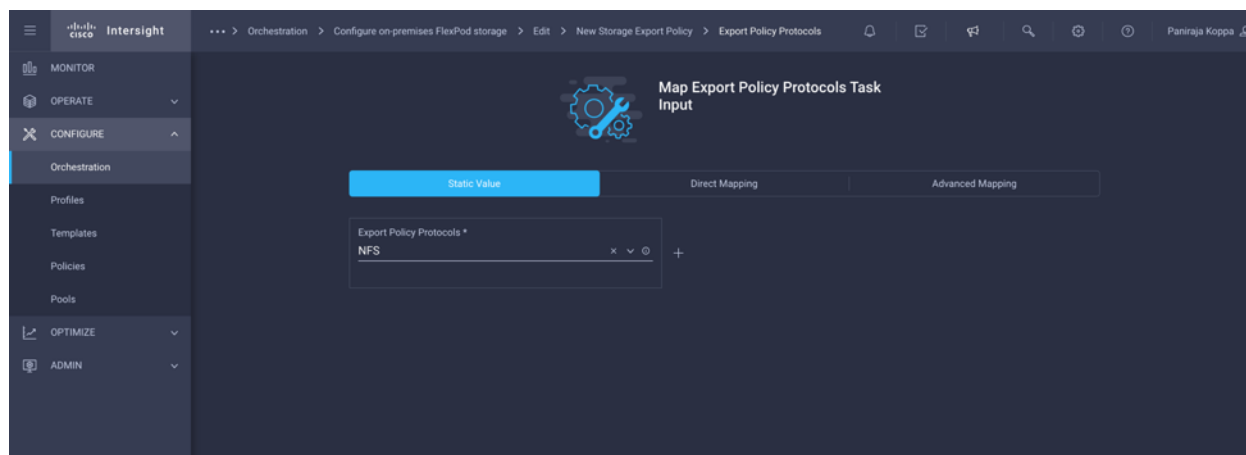 cisco Intersight
••• > Orchestration > Configure on-premises FlexPod storage > Edit > New Storage Export Policy > Export Policy Protocols
Paniraja Koppa
MONITOR
OPERATE
CONFIGURE
Orchestration
Profiles
Templates
Policies
Pools
OPTIMIZE
ADMIN
Map Export Policy Protocols Task
Input
Static Value
Direct Mapping
Advanced Mapping
Export Policy Protocols *
NFS